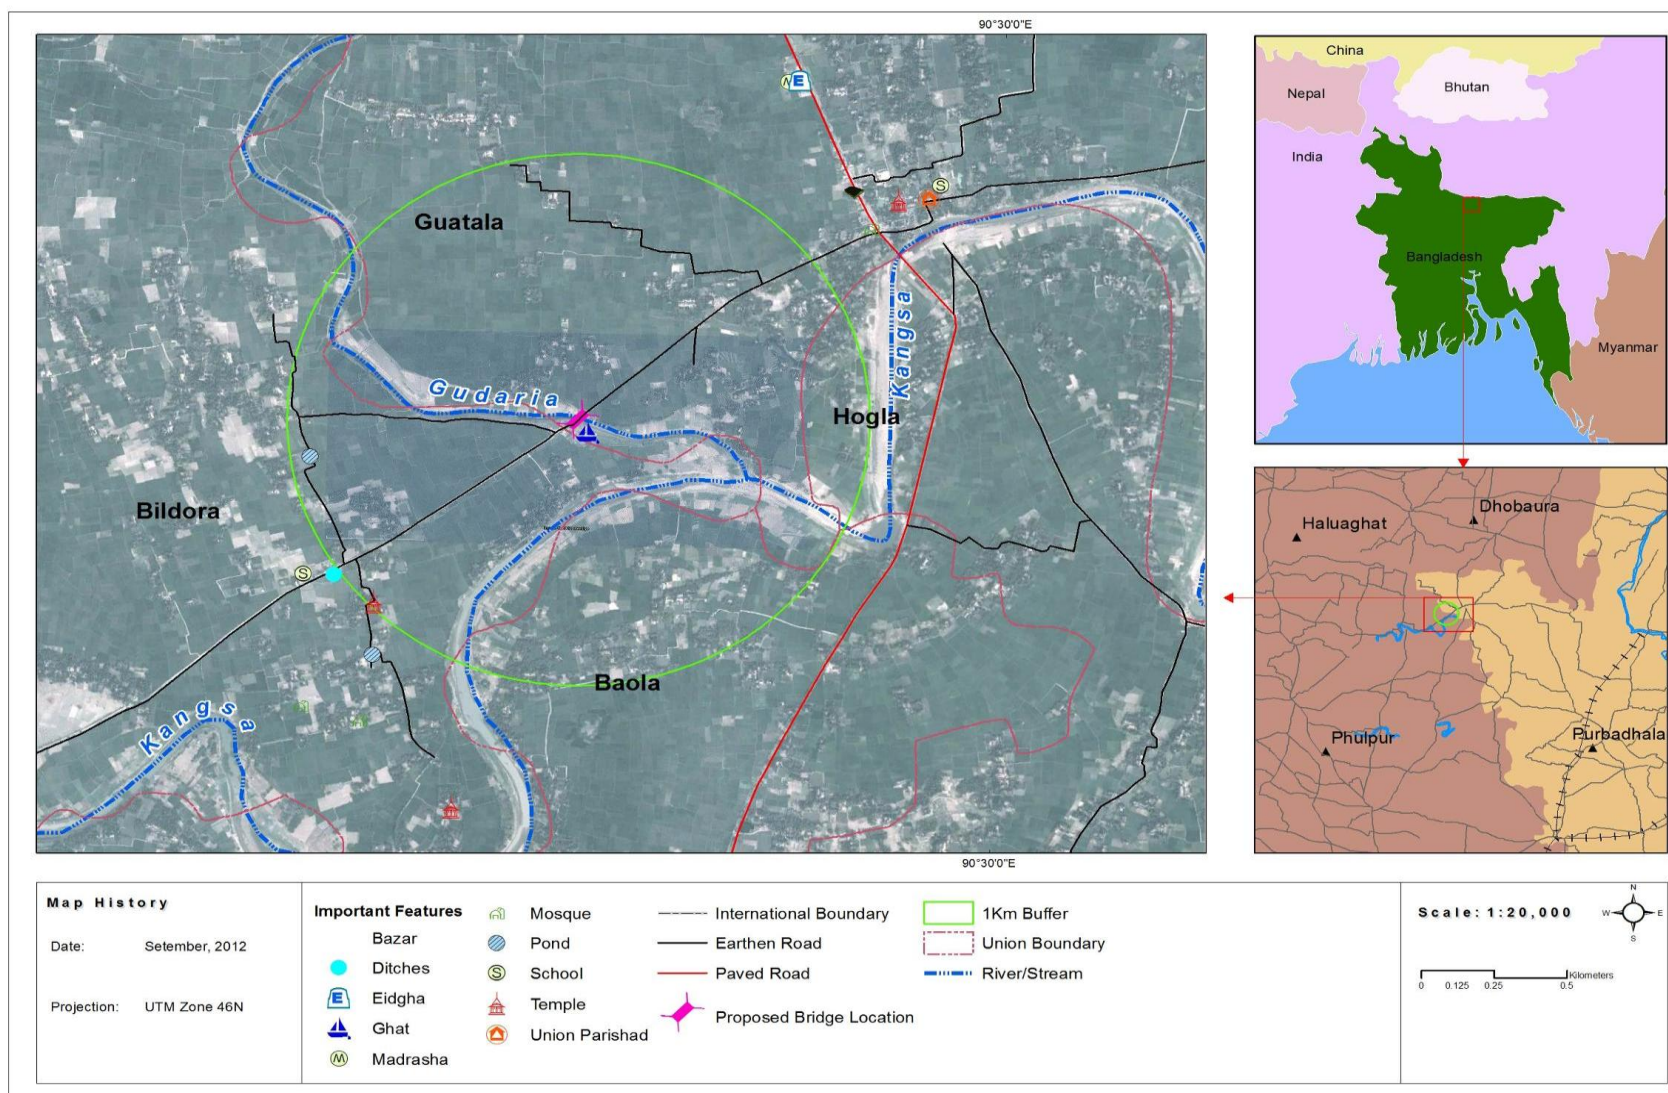 90°30'0"E
Guatala
Gudaria
Kangsa
Hogla
Bildora
Baola
Kangsa
E
S
S
90°30'0"E
China
Nepal
Bhutan
India
Bangladesh
Myanmar
Haluaghat
Dhobaura
Phulpur
Purbadhala
Map History
Date: Setember, 2012
Projection: UTM Zone 46N
Important Features
Bazar
Ditches
E Eidgha
Ghat
M Madrasha
Mosque
Pond
S School
Temple
Union Parishad
International Boundary
Earthen Road
Paved Road
Proposed Bridge Location
1Km Buffer
Union Boundary
River/Stream
Scale: 1:20,000
N
W E
S
Kilometers
0 0.125 0.25 0.5